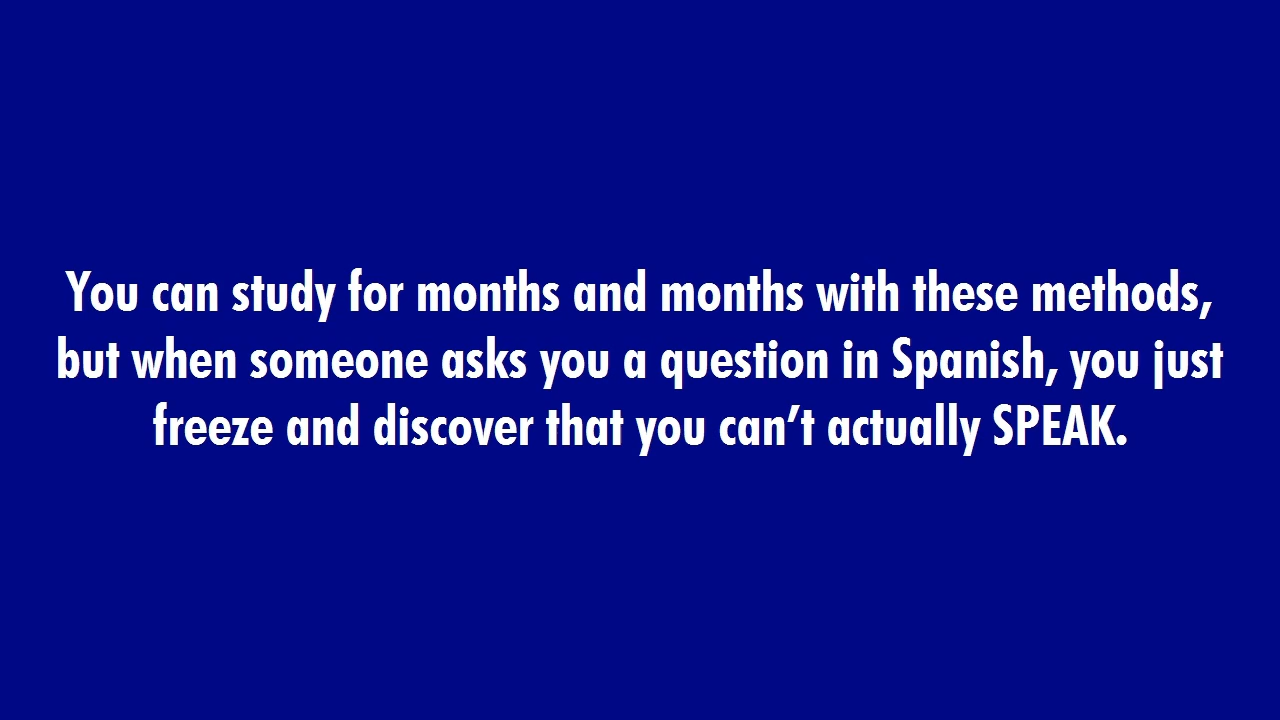 You can study for months and months with these methods,
but when someone asks you a question in Spanish, you just
freeze and discover that you can’t actually SPEAK.